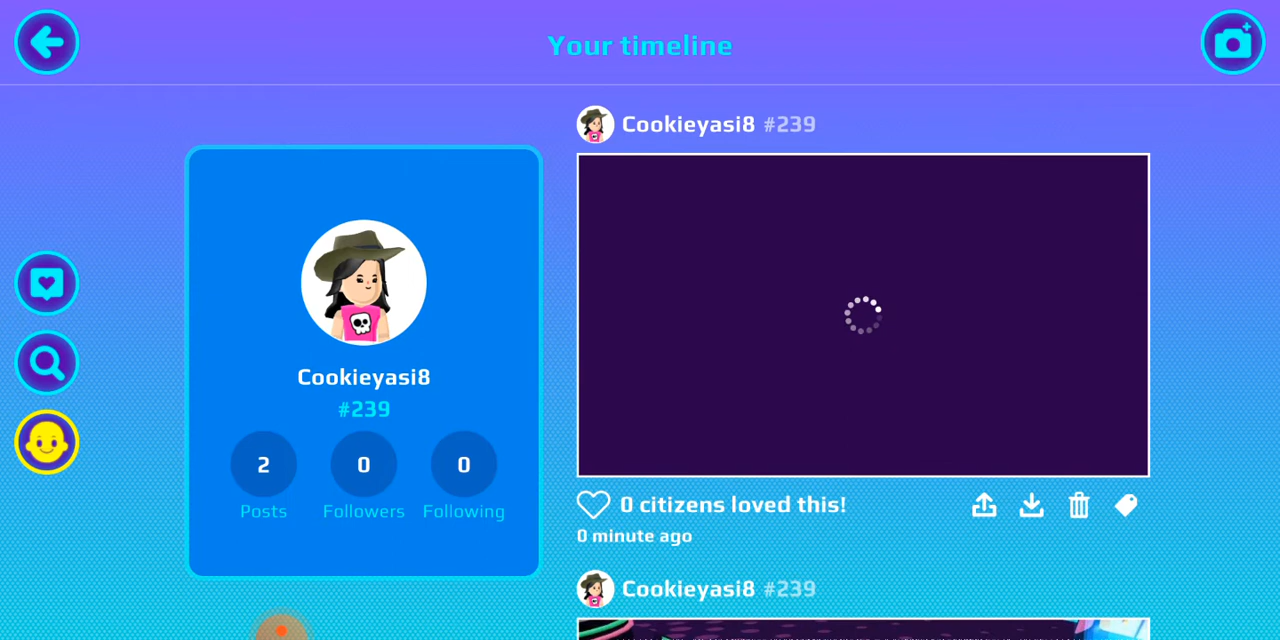 Your timeline
Cookieyasi8 #239
Cookieyasi8
#239
2 0 0
Posts Followers Following
0 citizens loved this!
0 minute ago
Cookieyasi8 #239